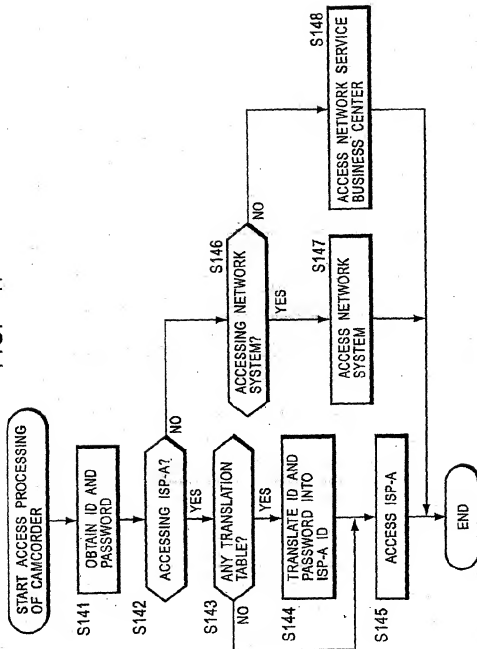 START ACCESS PROCESSING
OF CAMCORDER
S141
OBTAIN ID AND
PASSWORD
S142
ACCESSING ISP-A?
NO
YES
S143
ANY TRANSLATION
TABLE?
NO
YES
S144
TRANSLATE ID AND
PASSWORD INTO
ISP-A ID
S145
ACCESS ISP-A
END
S146
ACCESSING NETWORK
SYSTEM?
NO
YES
S147
ACCESS NETWORK
SYSTEM
S148
ACCESS NETWORK SERVICE
BUSINESS CENTER